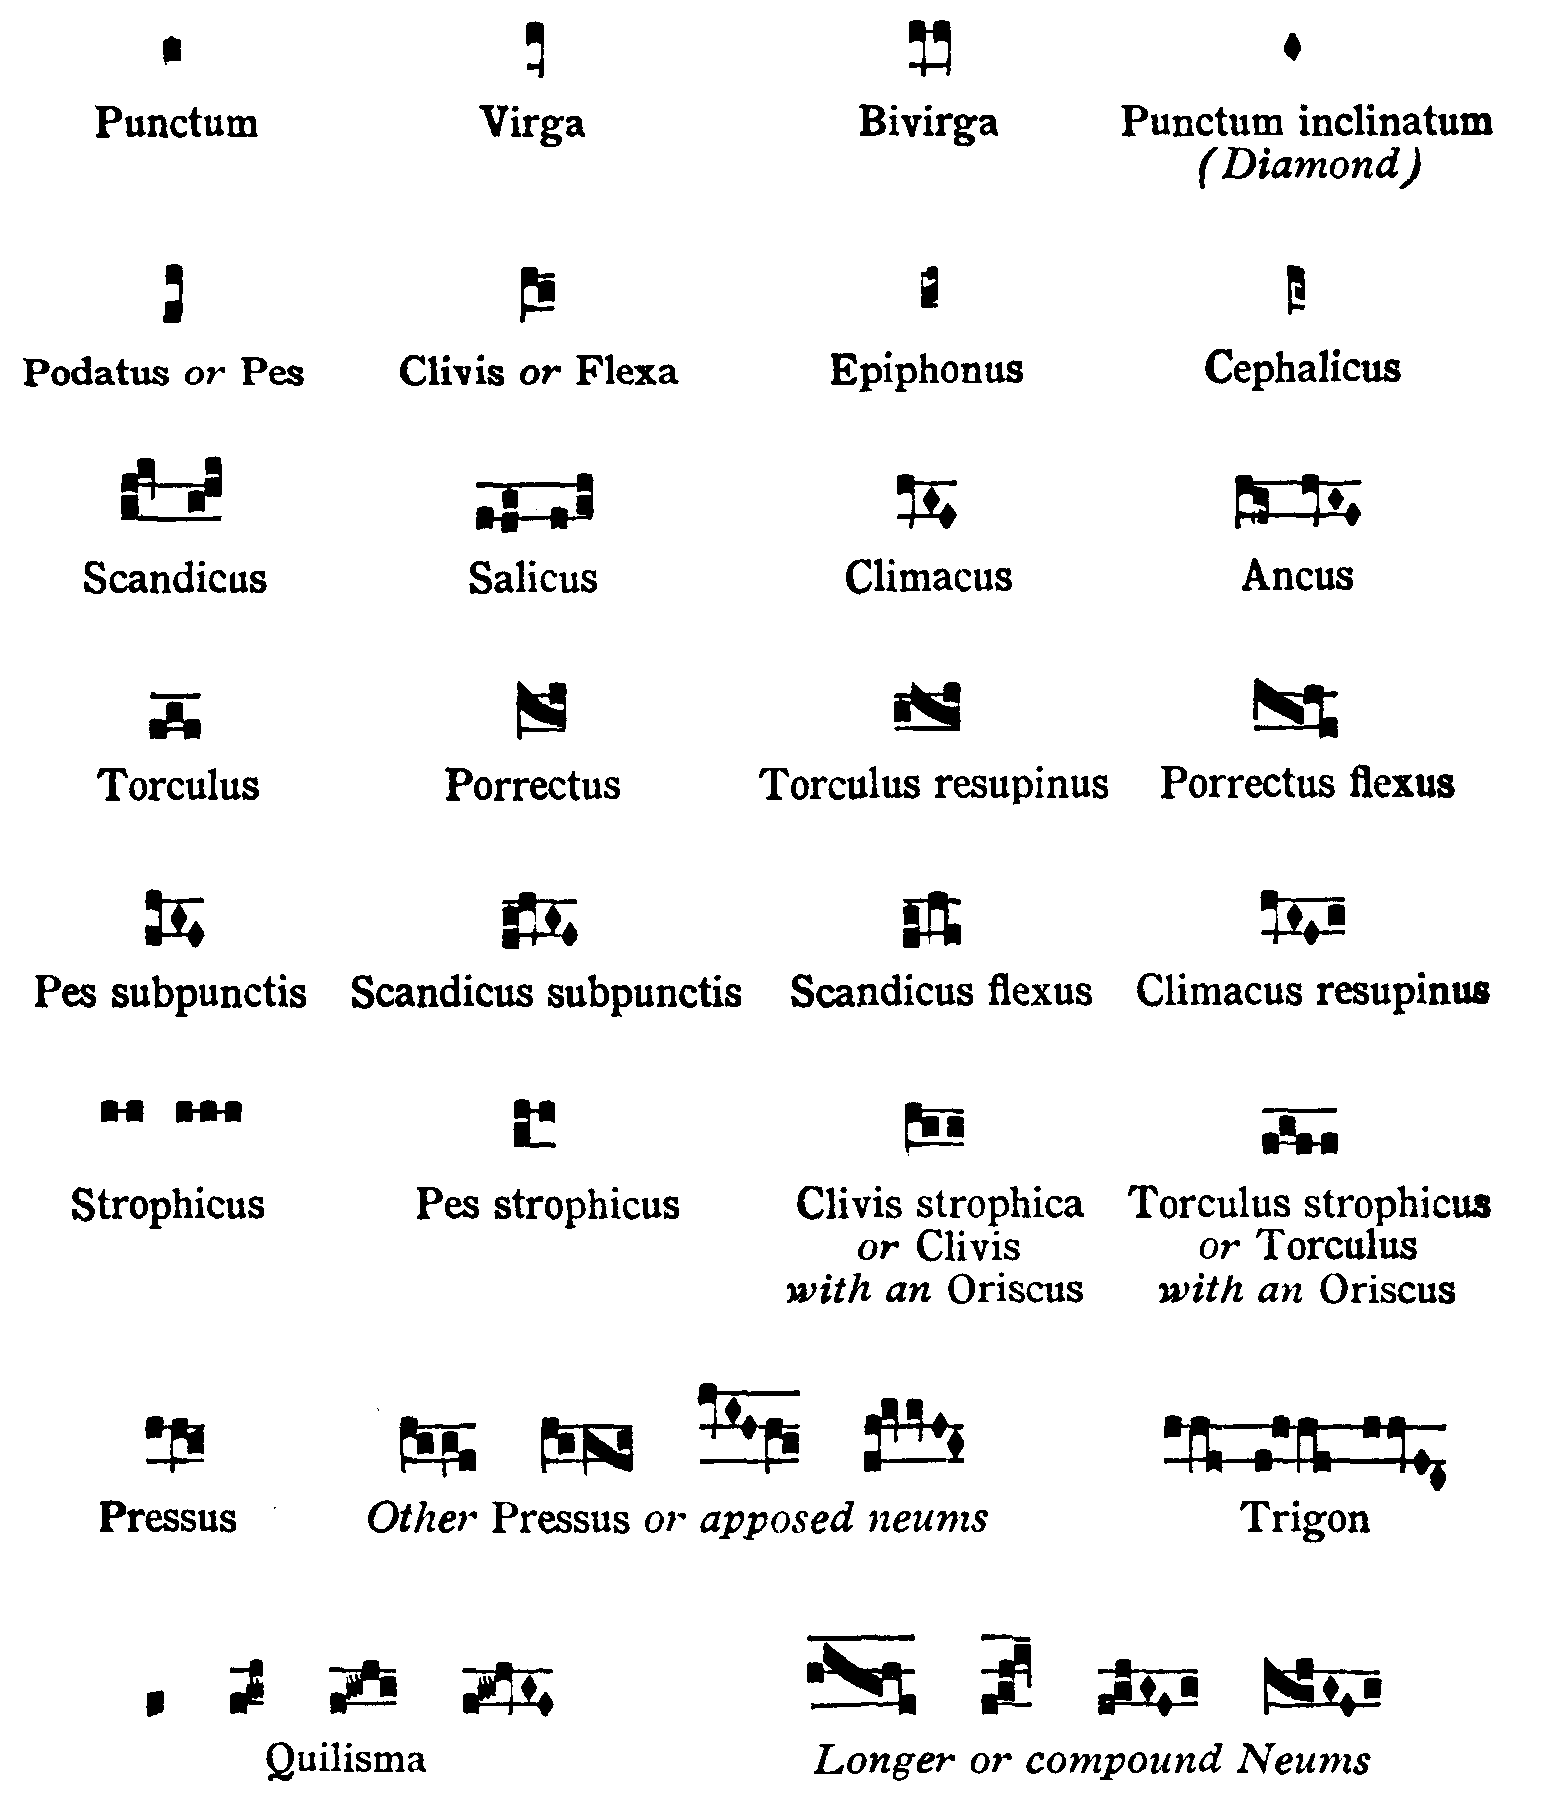 Punctum Virga Bivirga Punctum inclinatum
(Diamond)
Podatus or Pes Clivis or Flexa Epiphonus Cephalicus
Scandicus Salicus Climacus Ancus
Torculus Porrectus Torculus resupinus Porrectus flexus
Pes subpunctis Scandicus subpunctis Scandicus flexus Climacus resupinus
Strophicus Pes strophicus Clivis strophica Torculus strophicus
or Clivis or Torculus
with an Oriscus with an Oriscus
Pressus Other Pressus or apposed neums Trigon
Quilisma Longer or compound Neums